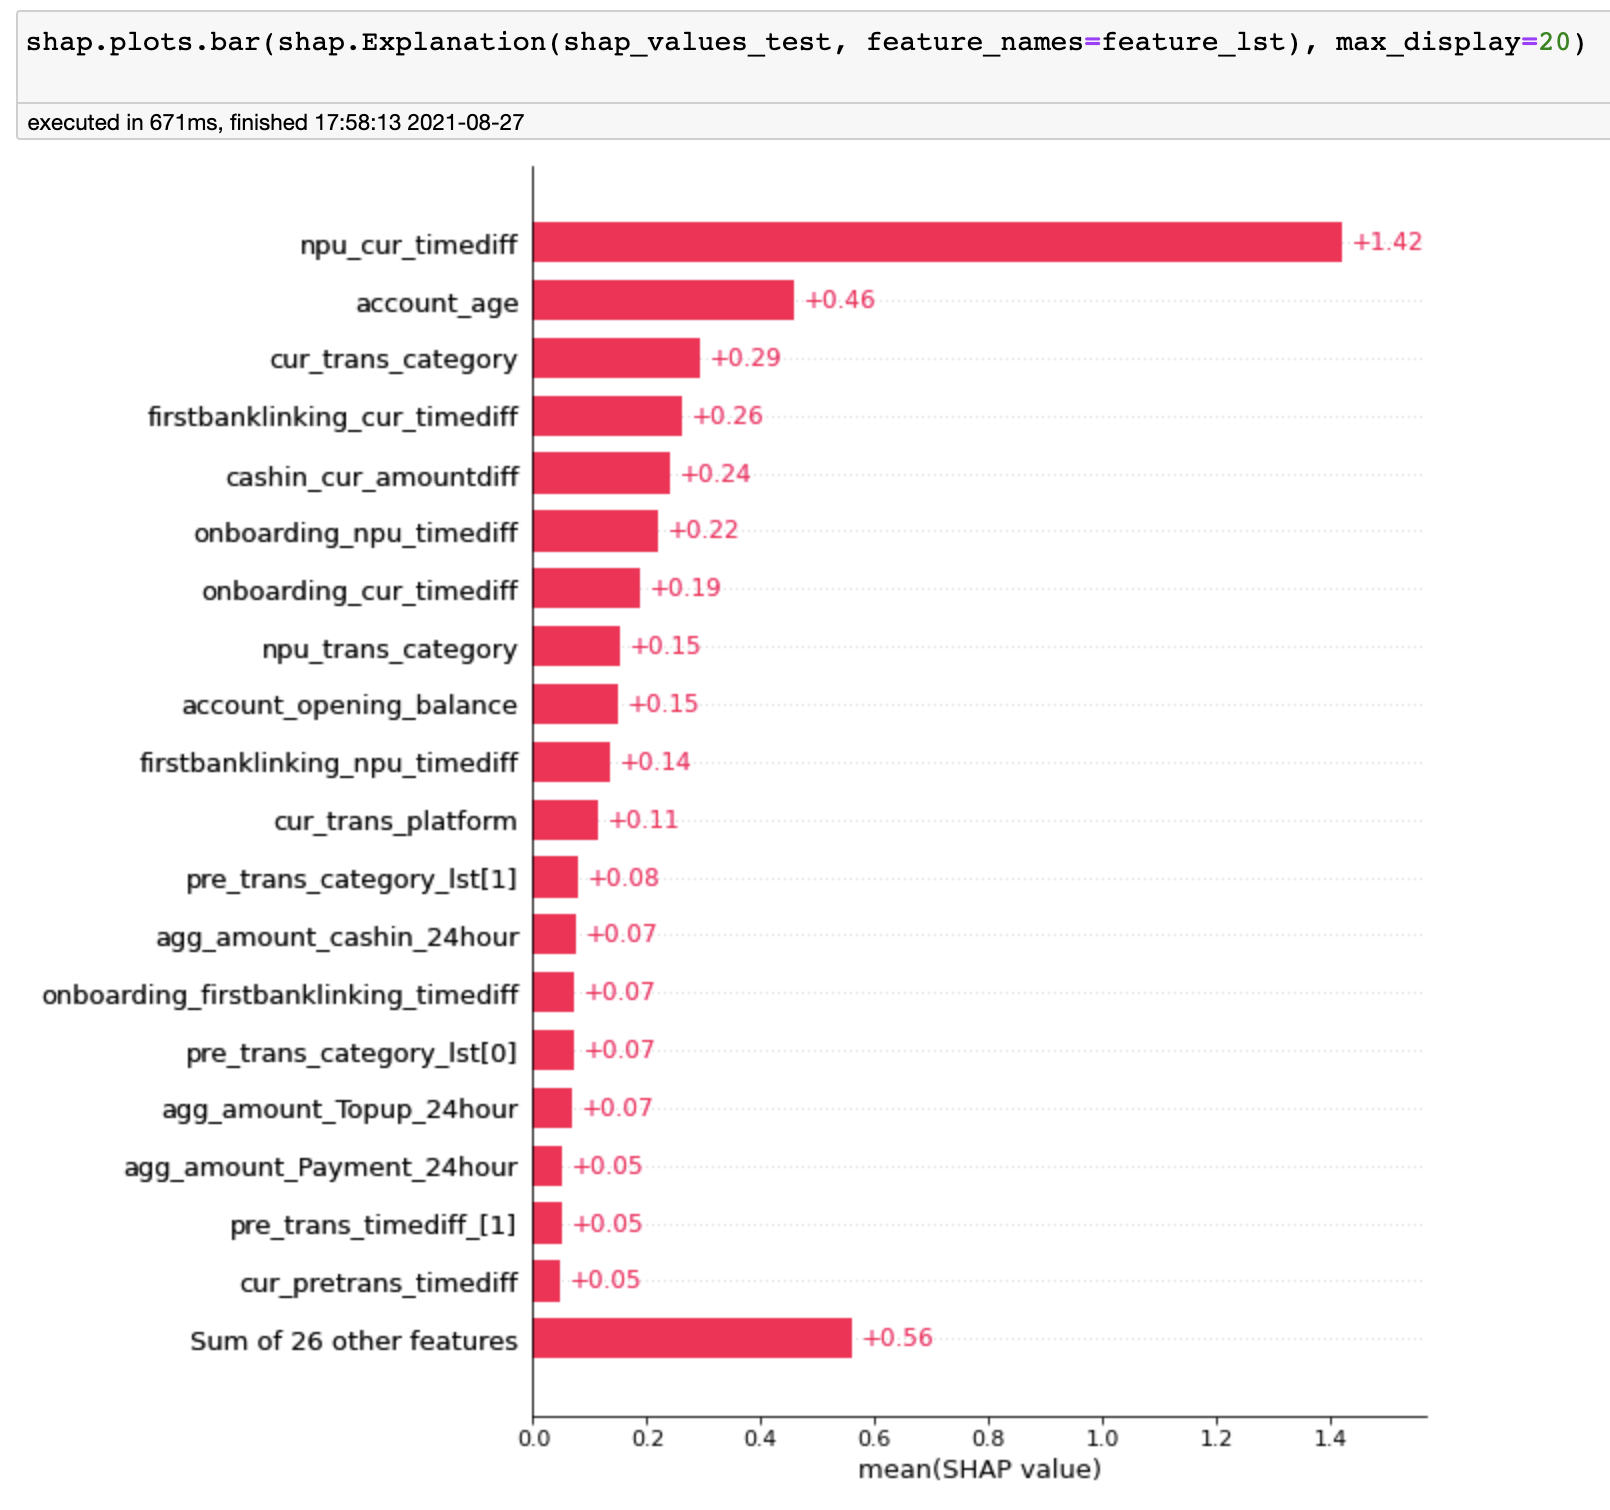 shap.plots.bar(shap.Explanation(shap_values_test, feature_names=feature_lst), max_display=20)
executed in 671ms, finished 17:58:13 2021-08-27
npu_cur_timediff +1.42
account_age +0.46
cur_trans_category +0.29
firstbanklinking_cur_timediff +0.26
cashin_cur_amountdiff +0.24
onboarding_npu_timediff +0.22
onboarding_cur_timediff +0.19
npu_trans_category +0.15
account_opening_balance +0.15
firstbanklinking_npu_timediff +0.14
cur_trans_platform +0.11
pre_trans_category_lst[1] +0.08
agg_amount_cashin_24hour +0.07
onboarding_firstbanklinking_timediff +0.07
pre_trans_category_lst[0] +0.07
agg_amount_Topup_24hour +0.07
agg_amount_Payment_24hour +0.05
pre_trans_timediff_[1] +0.05
cur_pretrans_timediff +0.05
Sum of 26 other features +0.56
0.0 0.2 0.4 0.6 0.8 1.0 1.2 1.4
mean(SHAP value)